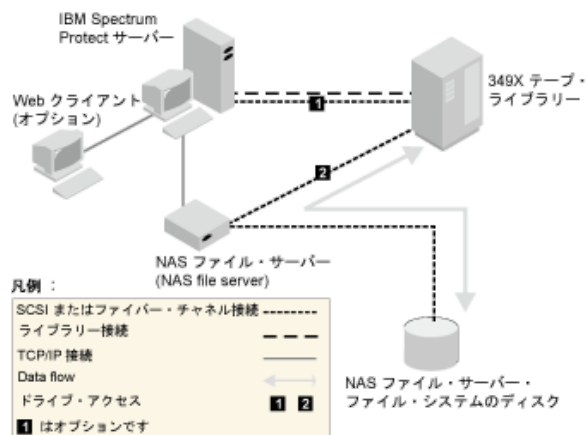 IBM Spectrum
Protect サーバー
Web クライアント
(オプション)
349X テープ・
ライブラリー
1
2
NAS ファイル・サーバー
(NAS file server)
凡例 :
SCSI またはファイバー・チャネル接続
ライブラリー接続
TCP/IP 接続
Data flow
ドライブ・アクセス 1 2
1 はオプションです
NAS ファイル・サーバー・
ファイル・システムのディスク